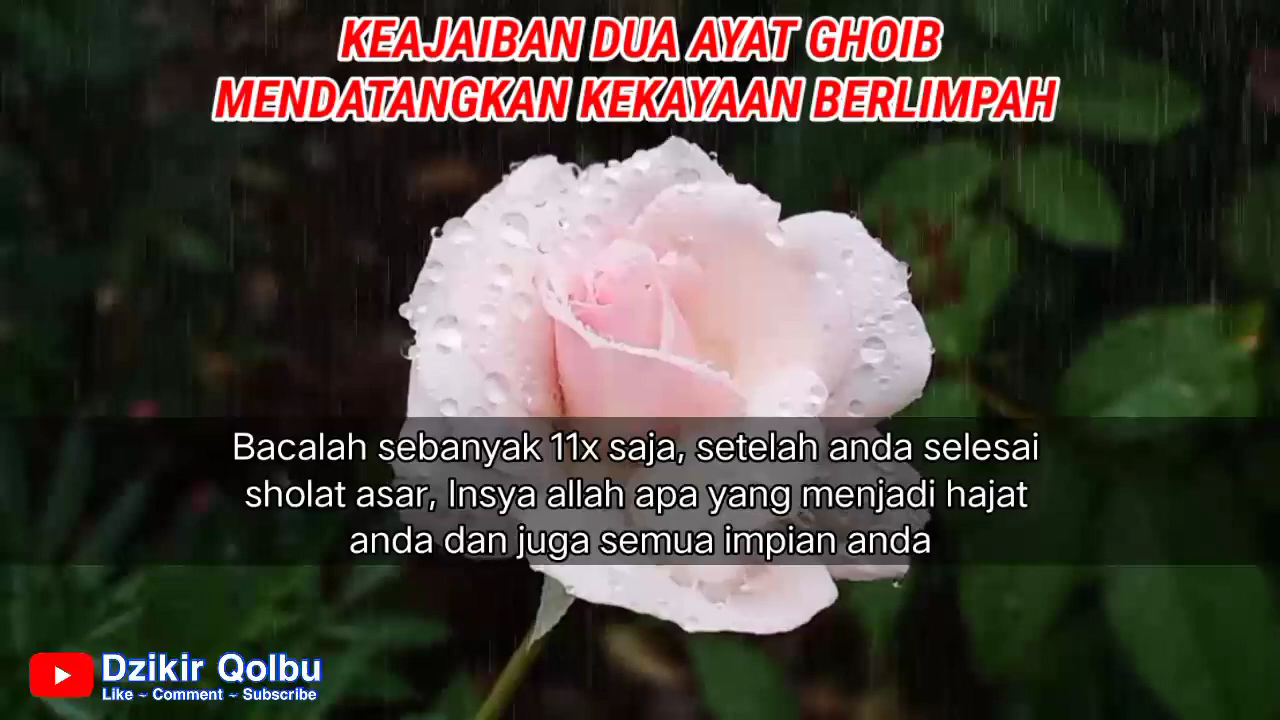 KEAJAIBAN DUA AYAT GHOIB
MENDATANGKAN KEKAYAAN BERLIMPAH
Bacalah sebanyak 11x saja, setelah anda selesai
sholat asar, Insya allah apa yang menjadi hajat
anda dan juga semua impian anda
Dzikir Qolbu
Like ~ Comment ~ Subscribe